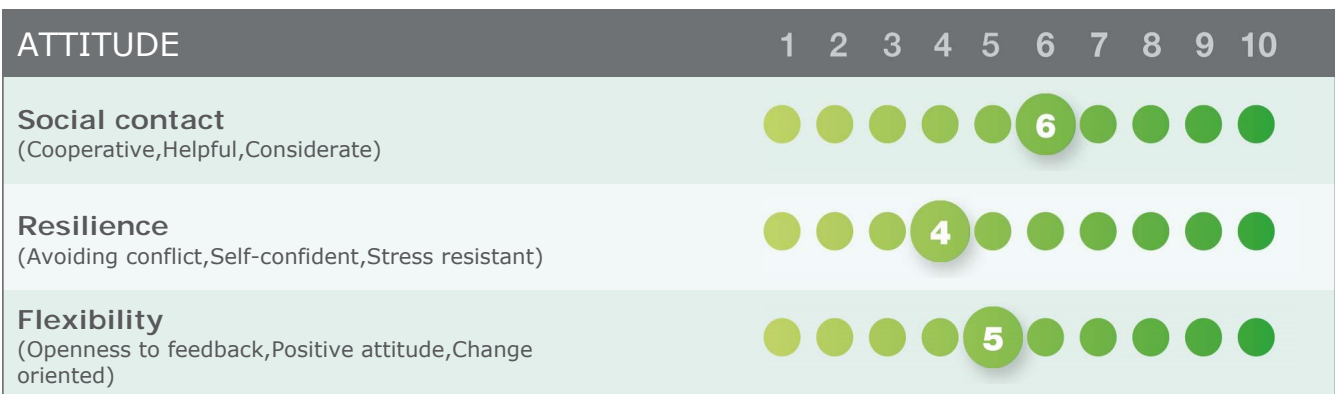 ATTITUDE 1 2 3 4 5 6 7 8 9 10
Social contact
(Cooperative,Helpful,Considerate)
6
Resilience
(Avoiding conflict,Self-confident,Stress resistant)
4
Flexibility
(Openness to feedback,Positive attitude,Change
oriented)
5